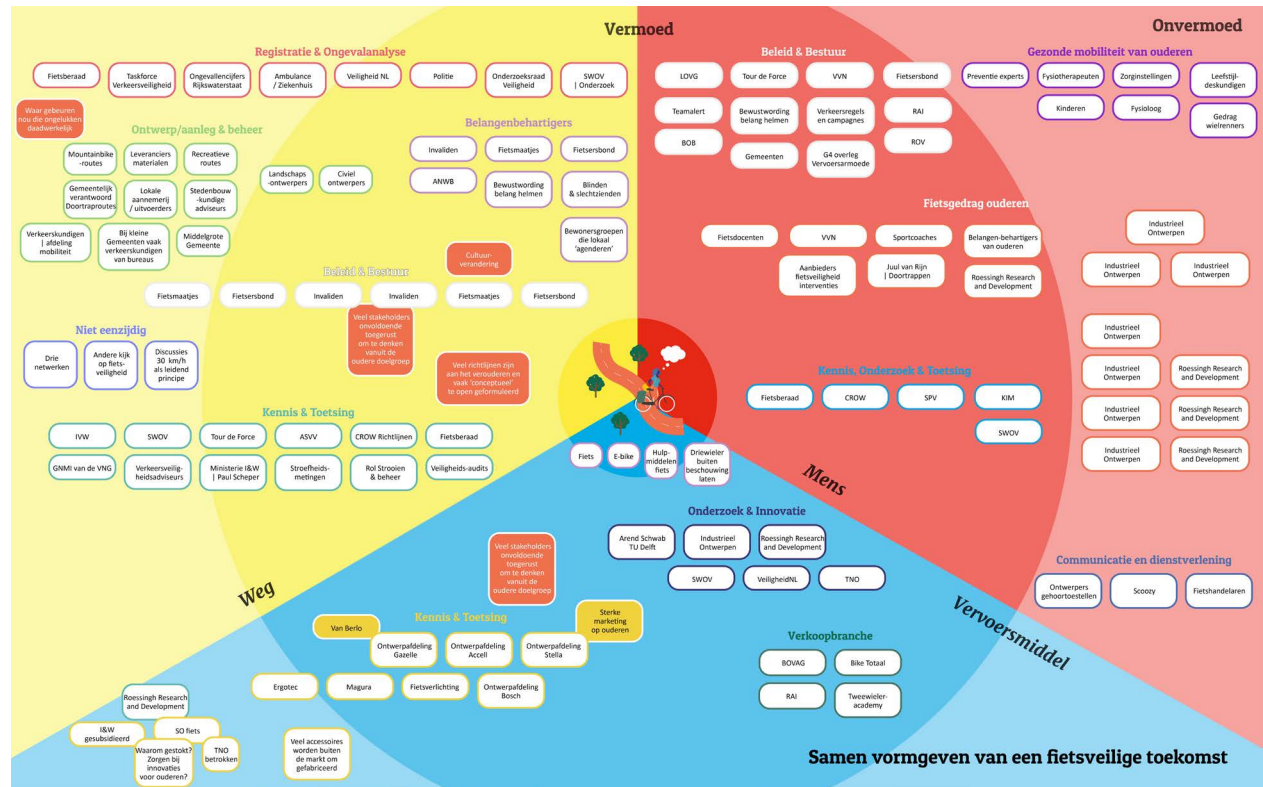 Vermoed
Onvermoed
Registratie & Ongevalanalyse
Fietsberaad
Taskforce
Verkeersveiligheid
Ongevallencijfers
Rijkswaterstaat
Ambulance
/ Ziekenhuis
Veiligheid NL
Politie
Onderzoeksraad
Veiligheid
SWOV
| Onderzoek
Waar gebeuren
nou die ongelukken
daadwerkelijk
Ontwerp/aanleg & beheer
Mountainbike
-routes
Leveranciers
materialen
Recreatieve
routes
Gemeentelijk
verantwoord
Doortraproutes
Lokale
aannemerij
/ uitvoerders
Stedenbouw
-kundige
adviseurs
Verkeerskundigen
| afdeling
mobiliteit
Bij kleine
Gemeenten vaak
verkeerskundigen
van bureaus
Middelgrote
Gemeente
Landschaps
-ontwerpers
Civiel
ontwerpers
Belangenbehartigers
Invaliden
Fietsmaatjes
Fietsersbond
ANWB
Bewustwording
belang helmen
Blinden
& slechtzienden
Bewonersgroepen
die lokaal
'agenderen'
Cultuur-
verandering
Beleid & Bestuur
Fietsmaatjes
Fietsersbond
Invaliden
Invaliden
Fietsmaatjes
Fietsersbond
Veel stakeholders
onvoldoende
toegerust
om te denken
vanuit de
oudere doelgroep
Veel richtlijnen zijn
aan het verouderen en
vaak 'conceptueel'
te open geformuleerd
Niet eenzijdig
Drie
netwerken
Andere kijk
op fiets-
veiligheid
Discussies
30 km/h
als leidend
principe
Kennis & Toetsing
IVW
SWOV
Tour de Force
ASVV
CROW Richtlijnen
Fietsberaad
GNMI van de VNG
Verkeersveilig-
heidsadviseurs
Ministerie I&W
| Paul Scheper
Stroefheids-
metingen
Rol Strooien
& beheer
Veiligheids-audits
Weg
Beleid & Bestuur
LOVG
Tour de Force
VVN
Fietsersbond
Teamalert
Bewustwording
belang helmen
Verkeersregels
en campagnes
RAI
BOB
Gemeenten
G4 overleg
Vervoersarmoede
ROV
Gezonde mobiliteit van ouderen
Preventie experts
Fysiotherapeuten
Zorginstellingen
Leefstijl-
deskundigen
Kinderen
Fysioloog
Gedrag
wielrenners
Fietsgedrag ouderen
Fietsdocenten
VVN
Sportcoaches
Belangen-behartigers
van ouderen
Aanbieders
fietsveiligheid
interventies
Juul van Rijn
| Doortrappen
Roessingh Research
and Development
Industrieel
Ontwerpen
Industrieel
Ontwerpen
Industrieel
Ontwerpen
Industrieel
Ontwerpen
Industrieel
Ontwerpen
Roessingh Research
and Development
Industrieel
Ontwerpen
Roessingh Research
and Development
Industrieel
Ontwerpen
Roessingh Research
and Development
Kennis, Onderzoek & Toetsing
Fietsberaad
CROW
SPV
KIM
SWOV
Mens
Communicatie en dienstverlening
Ontwerpers
gehoortoestellen
Scoozy
Fietshandelaren
Fiets
E-bike
Hulp-
middelen
fiets
Driewieler
buiten
beschouwing
laten
Onderzoek & Innovatie
Arend Schwab
TU Delft
Industrieel
Ontwerpen
Roessingh Research
and Development
SWOV
VeiligheidNL
TNO
Vervoersmiddel
Veel stakeholders
onvoldoende
toegerust
om te denken
vanuit de
oudere doelgroep
Kennis & Toetsing
Van Berlo
Sterke
marketing
op ouderen
Ontwerpafdeling
Gazelle
Ontwerpafdeling
Accell
Ontwerpafdeling
Stella
Ergotec
Magura
Fietsverlichting
Ontwerpafdeling
Bosch
Verkoopbranche
BOVAG
Bike Totaal
RAI
Tweewieler-
academy
Roessingh Research
and Development
I&W
gesubsidieerd
SO fiets
Waarom gestokt?
Zorgen bij
innovaties
voor ouderen?
TNO
betrokken
Veel accessoires
worden buiten
de markt om
gefabriceerd
Samen vormgeven van een fietsveilige toekomst